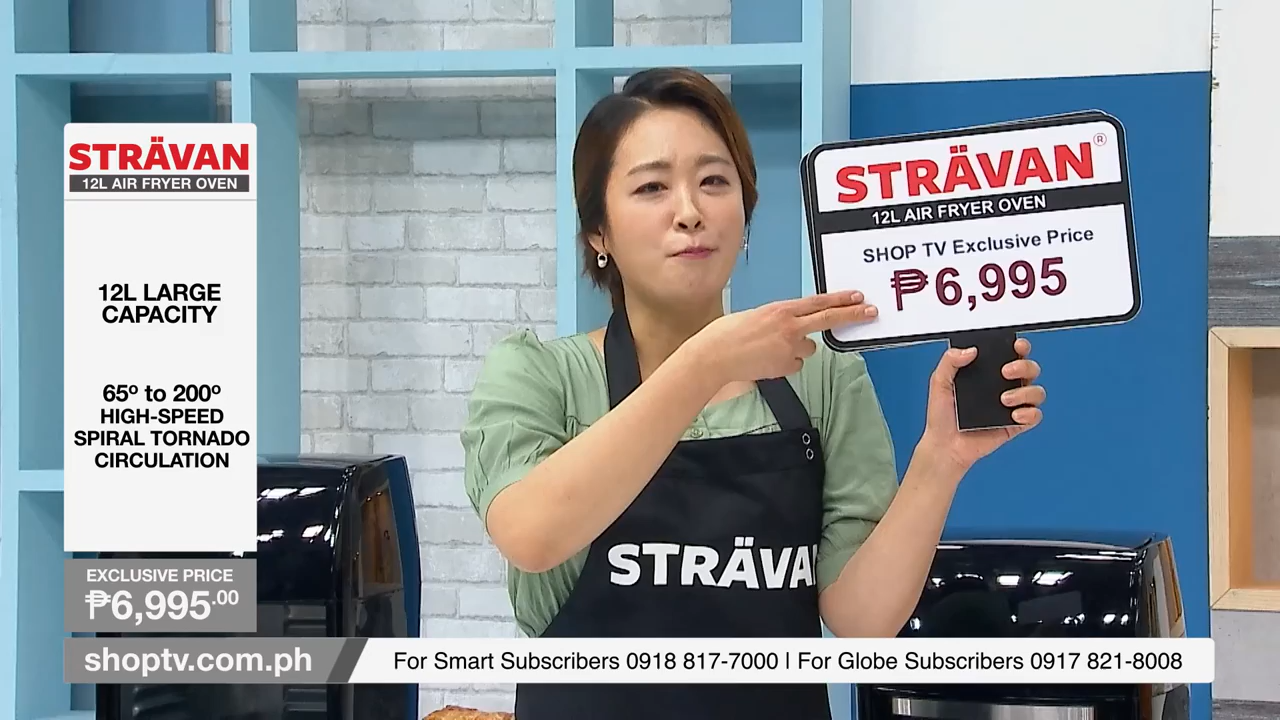 STRÄVAN
12L AIR FRYER OVEN
12L LARGE
CAPACITY
65º to 200º
HIGH-SPEED
SPIRAL TORNADO
CIRCULATION
EXCLUSIVE PRICE
₱6,995.00
STRÄVAN®
12L AIR FRYER OVEN
SHOP TV Exclusive Price
₱6,995
STRÄVA
shoptv.com.ph
For Smart Subscribers 0918 817-7000 | For Globe Subscribers 0917 821-8008